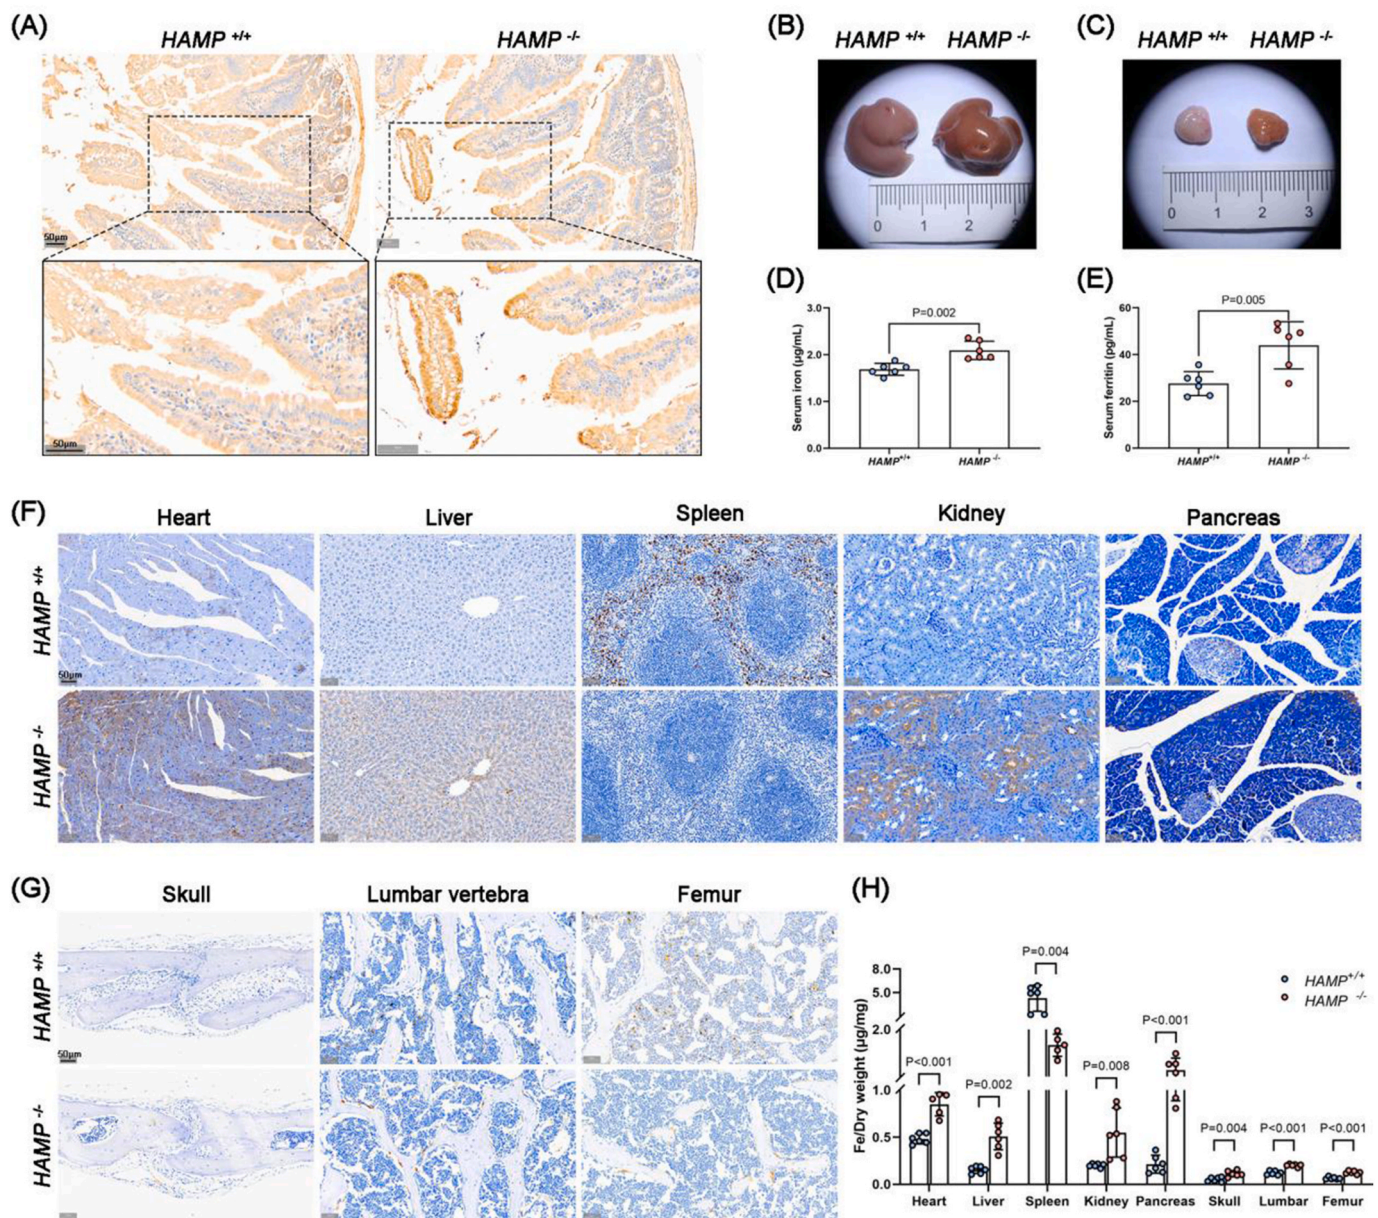 (A)
HAMP +/+
HAMP -/-
50μm
50μm
(B)
HAMP +/+ HAMP -/-
0 1 2
(C)
HAMP +/+ HAMP -/-
0 1 2 3
(D)
P=0.002
Serum iron (μg/mL)
3.0
2.0
1.0
0.0
HAMP+/+
HAMP -/-
(E)
P=0.005
Serum ferritin (pg/mL)
60
40
20
0
HAMP+/+
HAMP -/-
(F)
Heart
Liver
Spleen
Kidney
Pancreas
HAMP +/+
50μm
HAMP -/-
(G)
Skull
Lumbar vertebra
Femur
HAMP +/+
50μm
HAMP -/-
(H)
Fe/Dry weight (μg/mg)
8.0
5.0
2.0
1.0
0.5
0.0
P<0.001
P=0.002
P=0.004
P=0.008
P<0.001
P=0.004
P<0.001
P<0.001
HAMP+/+
HAMP -/-
Heart Liver Spleen Kidney Pancreas Skull Lumbar Femur